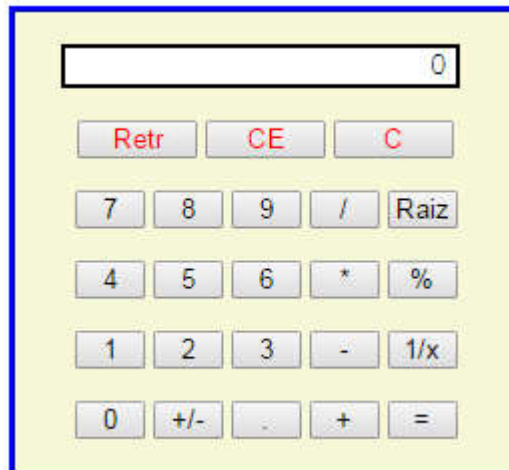 0
Retr CE C
7 8 9 / Raiz
4 5 6 * %
1 2 3 - 1/x
0 +/- . + =